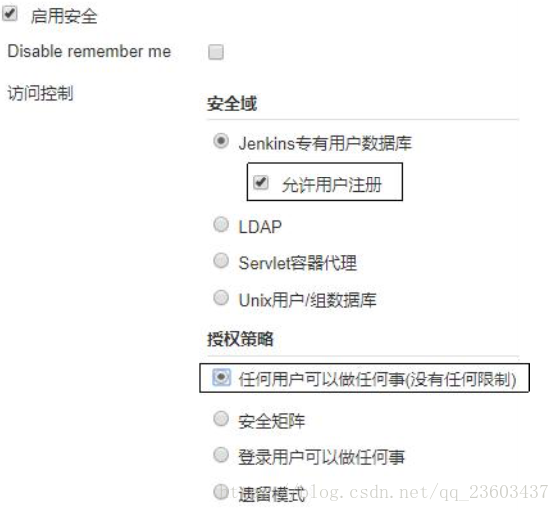 启用安全
Disable remember me
访问控制
安全域
Jenkins专有用户数据库
允许用户注册
LDAP
Servlet容器代理
Unix用户/组数据库
授权策略
任何用户可以做任何事(没有任何限制)
安全矩阵
登录用户可以做任何事
遗留模式
http://blog.csdn.net/qq_23603437